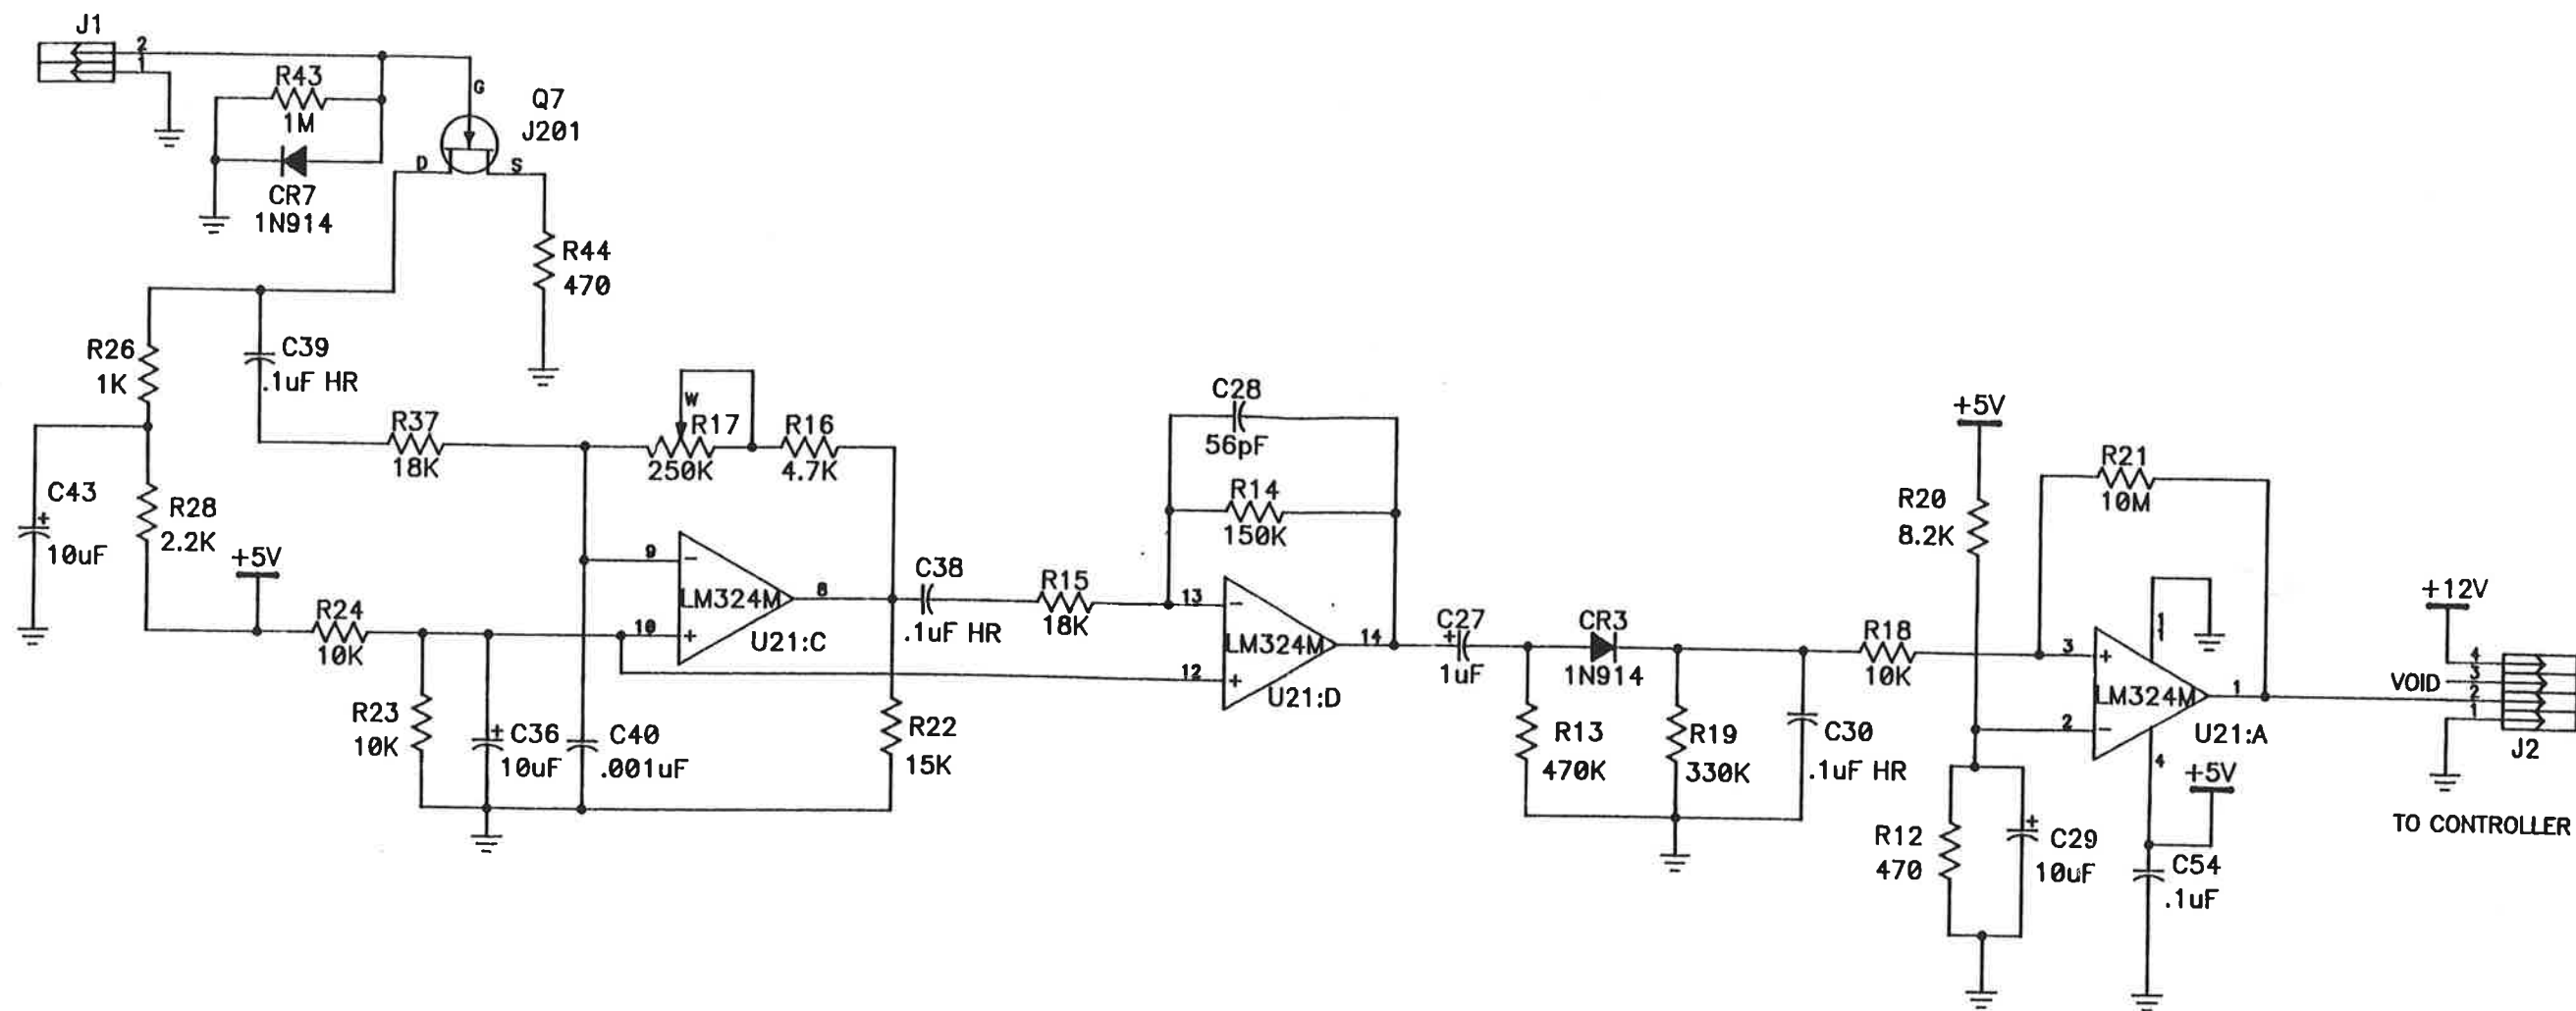 J1
2
1
R43
1M
CR7
1N914
G
Q7
J201
D
S
R44
470
R26
1K
C39
.1uF HR
R37
18K
W
R17
250K
R16
4.7K
C43
+
10uF
R28
2.2K
+5V
R24
10K
9
-
LM324M
8
10
+
U21:C
R23
10K
+
C36
10uF
C40
.001uF
R22
15K
C38
.1uF HR
R15
18K
C28
56pF
R14
150K
13
-
LM324M
14
12
+
U21:D
C27
+
1uF
CR3
1N914
R13
470K
R19
330K
C30
.1uF HR
R18
10K
+5V
R20
8.2K
R21
10M
11
3
+
LM324M
1
2
-
U21:A
4
+5V
R12
470
+
C29
10uF
C54
.1uF
+12V
4
VOID
3
2
1
J2
TO CONTROLLER